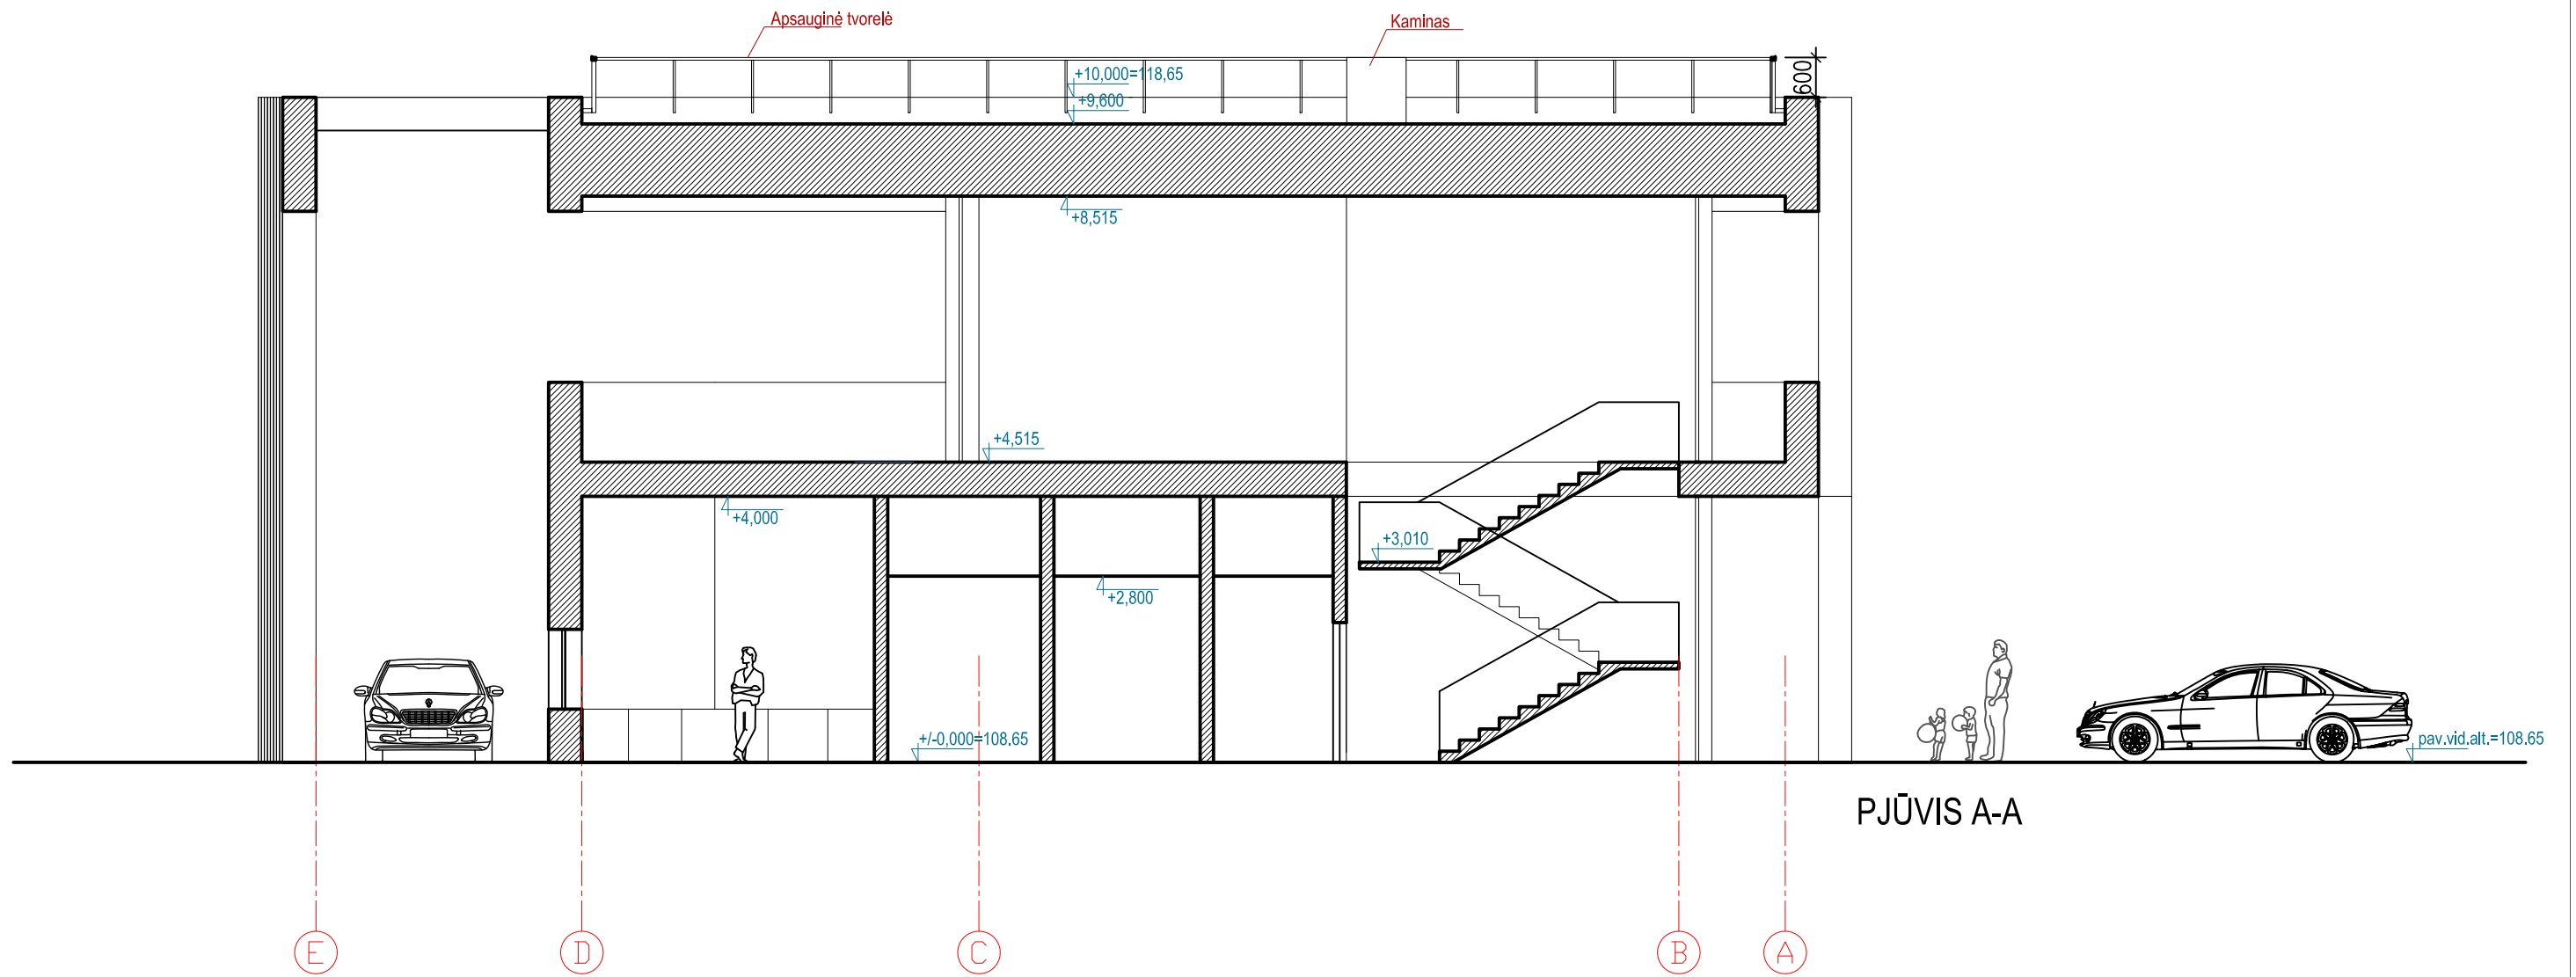 Apsauginė tvorelė
Kaminas
+10,000=118,65
+9,600
600
+8,515
+4,515
+4,000
+3,010
+2,800
+/-0,000=108,65
pav.vid.alt.=108.65
PJŪVIS A-A
E
D
C
B
A